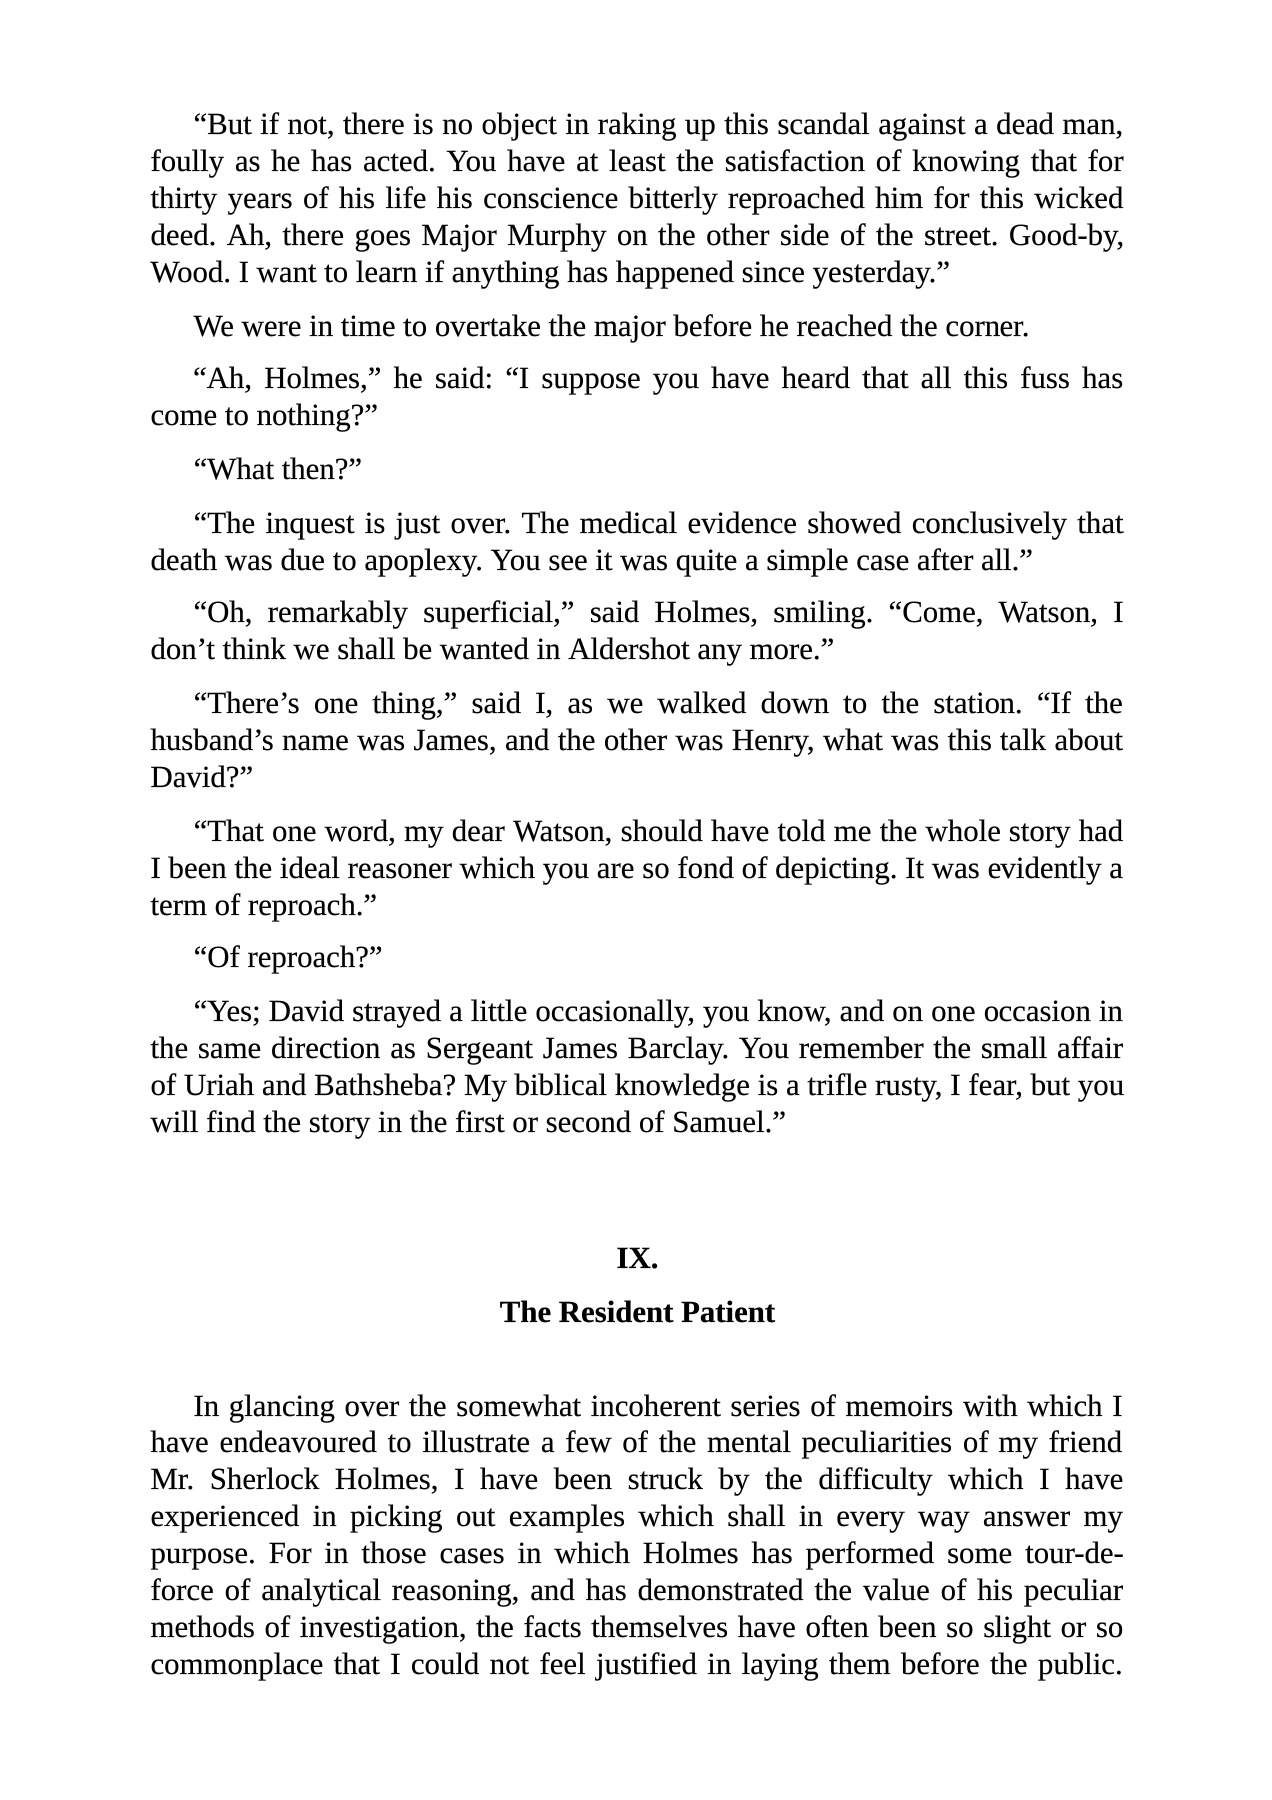 “But if not, there is no object in raking up this scandal against a dead man,
foully as he has acted. You have at least the satisfaction of knowing that for
thirty years of his life his conscience bitterly reproached him for this wicked
deed. Ah, there goes Major Murphy on the other side of the street. Good-by,
Wood. I want to learn if anything has happened since yesterday.”
We were in time to overtake the major before he reached the corner.
“Ah, Holmes,” he said: “I suppose you have heard that all this fuss has
come to nothing?”
“What then?”
“The inquest is just over. The medical evidence showed conclusively that
death was due to apoplexy. You see it was quite a simple case after all.”
“Oh, remarkably superficial,” said Holmes, smiling. “Come, Watson, I
don’t think we shall be wanted in Aldershot any more.”
“There’s one thing,” said I, as we walked down to the station. “If the
husband’s name was James, and the other was Henry, what was this talk about
David?”
“That one word, my dear Watson, should have told me the whole story had
I been the ideal reasoner which you are so fond of depicting. It was evidently a
term of reproach.”
“Of reproach?”
“Yes; David strayed a little occasionally, you know, and on one occasion in
the same direction as Sergeant James Barclay. You remember the small affair
of Uriah and Bathsheba? My biblical knowledge is a trifle rusty, I fear, but you
will find the story in the first or second of Samuel.”
IX.
The Resident Patient
In glancing over the somewhat incoherent series of memoirs with which I
have endeavoured to illustrate a few of the mental peculiarities of my friend
Mr. Sherlock Holmes, I have been struck by the difficulty which I have
experienced in picking out examples which shall in every way answer my
purpose. For in those cases in which Holmes has performed some tour-de-
force of analytical reasoning, and has demonstrated the value of his peculiar
methods of investigation, the facts themselves have often been so slight or so
commonplace that I could not feel justified in laying them before the public.